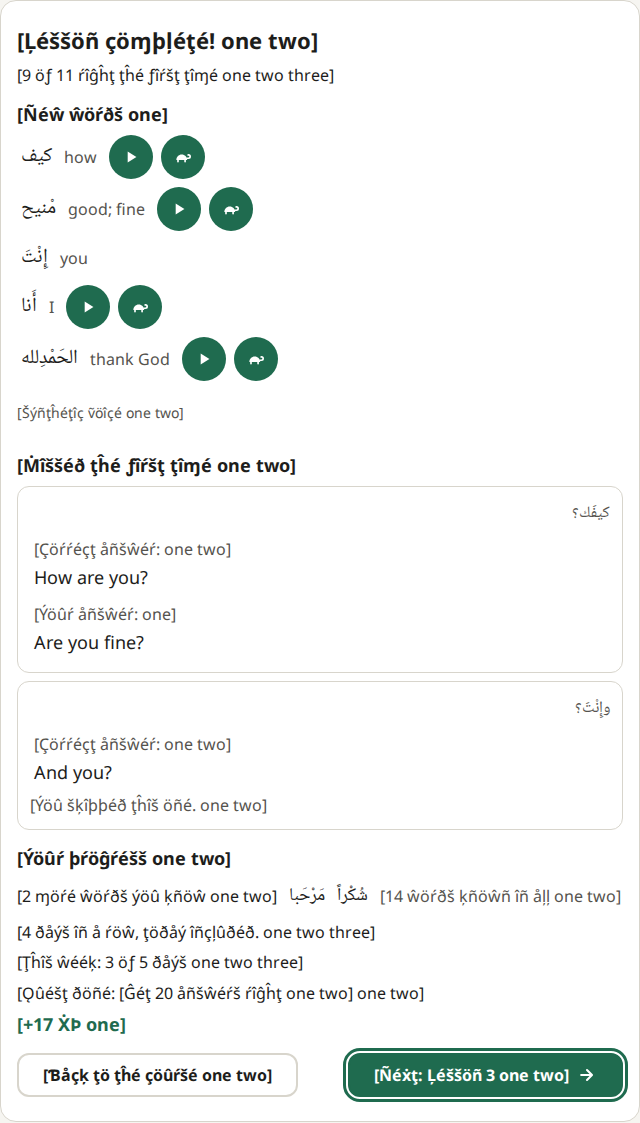 [Ļéššöñ çöɱþļéţé! one two]
[9 öƒ 11 ŕîĝĥţ ţĥé ƒîŕšţ ţîɱé one two three]
[Ñéŵ ŵöŕðš one]
كيف how
مْنيح good; fine
إِنْتَ you
أَنا I
الحَمْدِلله thank God
[Šýñţĥéţîç ṽöîçé one two]
[Ṁîššéð ţĥé ƒîŕšţ ţîɱé one two]
كيفَك؟
[Çöŕŕéçţ åñšŵéŕ: one two]
How are you?
[Ýöûŕ åñšŵéŕ: one]
Are you fine?
وإِنْتَ؟
[Çöŕŕéçţ åñšŵéŕ: one two]
And you?
[Ýöû šķîþþéð ţĥîš öñé. one two]
[Ýöûŕ þŕöĝŕéšš one two]
[2 ɱöŕé ŵöŕðš ýöû ķñöŵ one two] شُكْراً مَرْحَبا [14 ŵöŕðš ķñöŵñ îñ åļļ one two]
[4 ðåýš îñ å ŕöŵ, ţöðåý îñçļûðéð. one two three]
[Ţĥîš ŵééķ: 3 öƒ 5 ðåýš one two three]
[Ǫûéšţ ðöñé: [Ĝéţ 20 åñšŵéŕš ŕîĝĥţ one two] one two]
[+17 ẊÞ one]
[Ɓåçķ ţö ţĥé çöûŕšé one two]
[Ñéẋţ: Ļéššöñ 3 one two] →